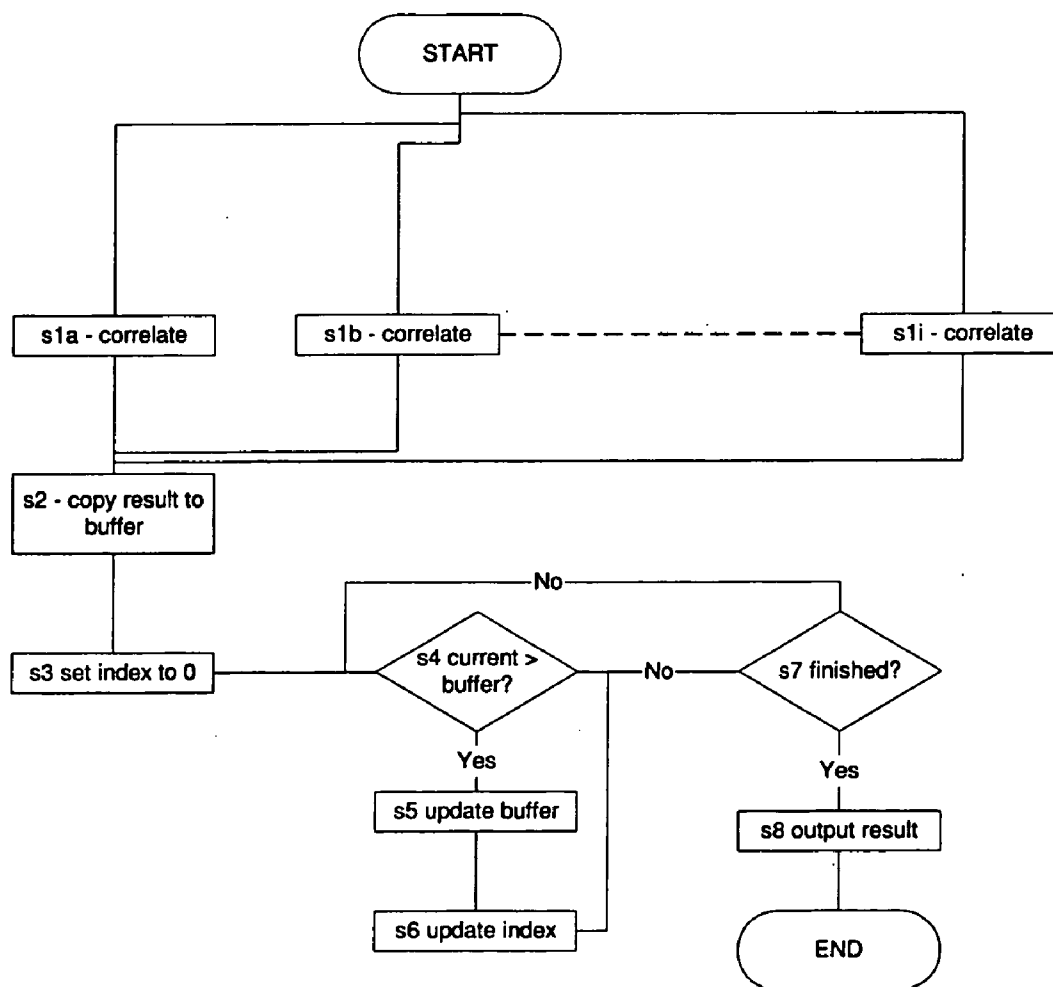 START
s1a - correlate
s1b - correlate
s1i - correlate
s2 - copy result to
buffer
No
s3 set index to 0
s4 current >
buffer?
No
s7 finished?
Yes
Yes
s5 update buffer
s8 output result
s6 update index
END